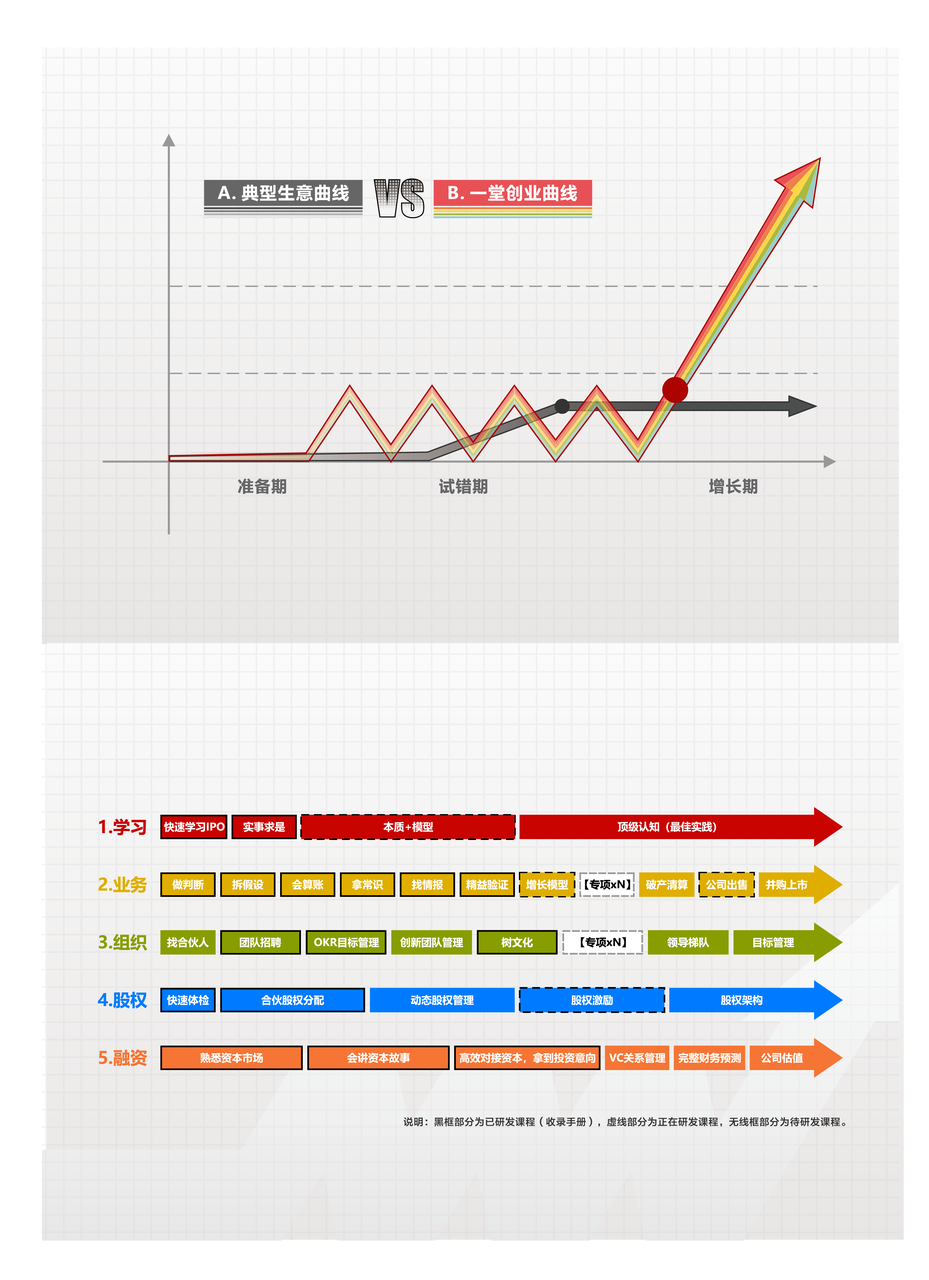 A. 典型生意曲线 VS B. 一堂创业曲线
准备期 试错期 增长期
1.学习 快速学习IPO 实事求是 本质+模型 顶级认知（最佳实践）
2.业务 做判断 拆假设 会算账 拿常识 找情报 精益验证 增长模型 【专项xN】 破产清算 公司出售 并购上市
3.组织 找合伙人 团队招聘 OKR目标管理 创新团队管理 树文化 【专项xN】 领导梯队 目标管理
4.股权 快速体检 合伙股权分配 动态股权管理 股权激励 股权架构
5.融资 熟悉资本市场 会讲资本故事 高效对接资本，拿到投资意向 VC关系管理 完整财务预测 公司估值
说明：黑框部分为已研发课程（收录手册），虚线部分为正在研发课程，无线框部分为待研发课程。